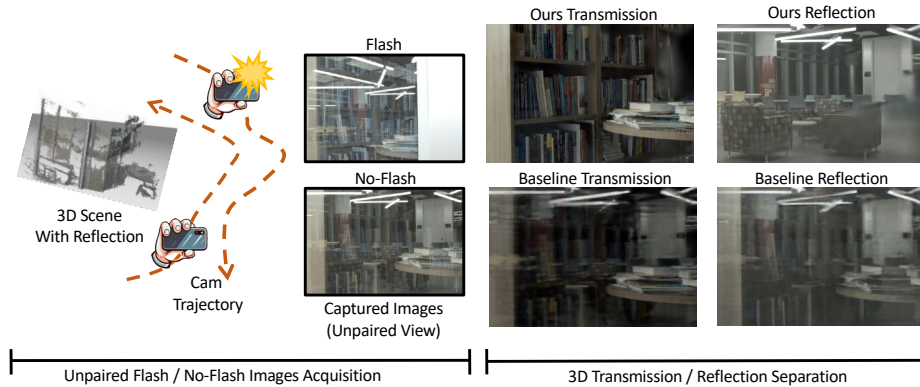 Flash
Ours Transmission
Ours Reflection
No-Flash
Baseline Transmission
Baseline Reflection
3D Scene
With Reflection
Cam
Trajectory
Captured Images
(Unpaired View)
Unpaired Flash / No-Flash Images Acquisition
3D Transmission / Reflection Separation